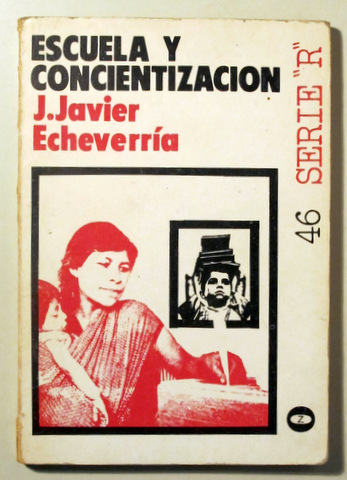 ESCUELA Y
CONCIENTIZACION
J.Javier
Echeverría
46 SERIE "R"
Z